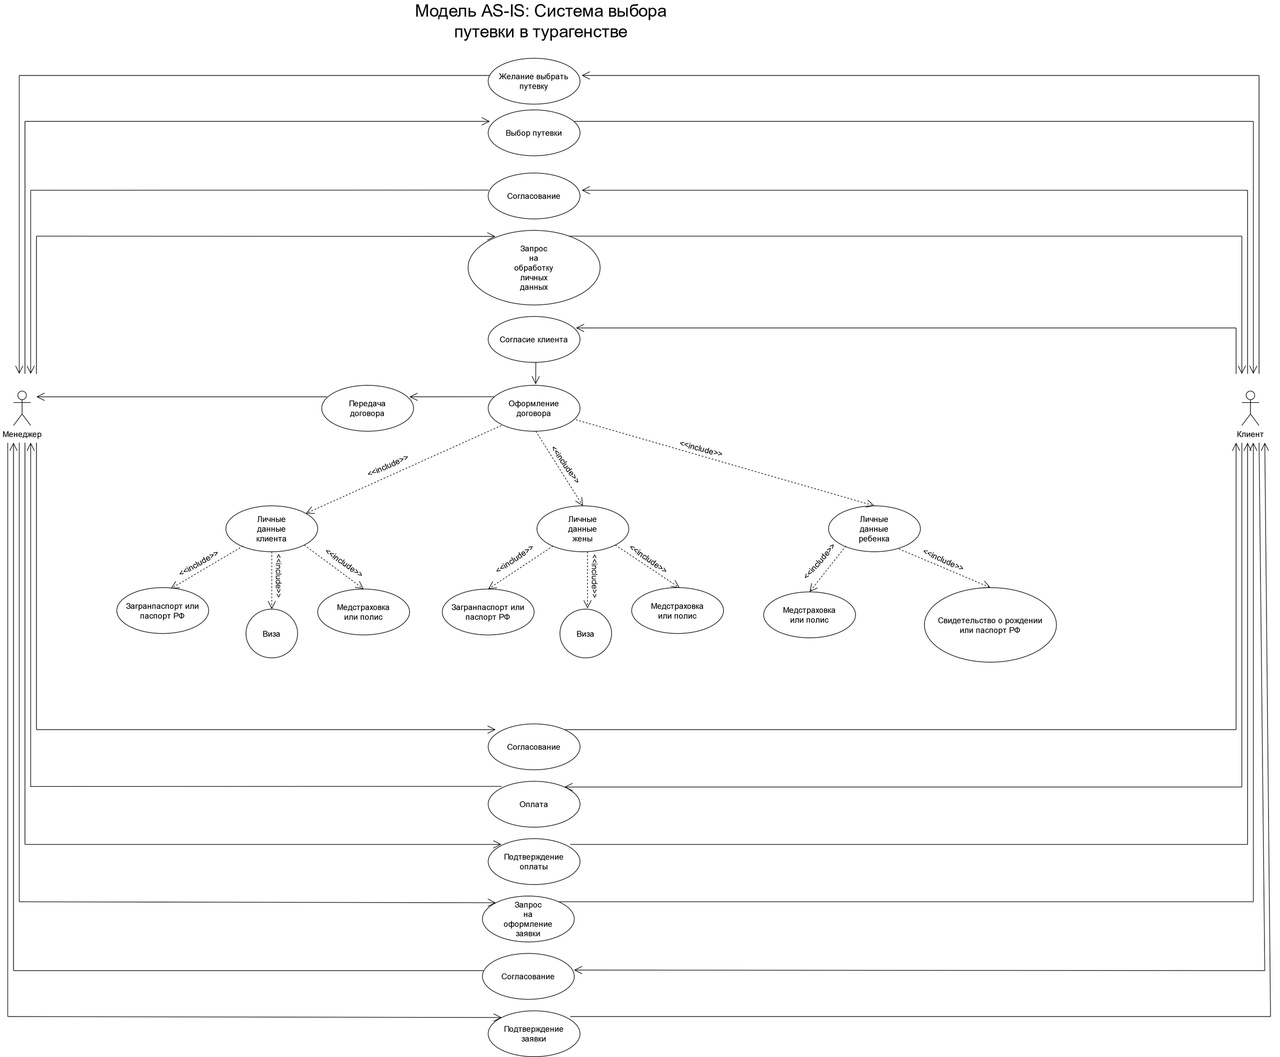 Модель AS-IS: Система выбора
путевки в турагенстве
Желание выбрать
путевку
Выбор путевки
Согласование
Запрос
на
обработку
личных
данных
Согласие клиента
Передача
договора
Оформление
договора
Менеджер
Клиент
<<include>>
<<include>>
<<include>>
Личные
данные
клиента
Личные
данные
жены
Личные
данные
ребенка
<<include>>
<<include>>
<<include>>
<<include>>
<<include>>
<<include>>
<<include>>
<<include>>
Загранпаспорт или
паспорт РФ
Виза
Медстраховка
или полис
Загранпаспорт или
паспорт РФ
Виза
Медстраховка
или полис
Медстраховка
или полис
Свидетельство о рождении
или паспорт РФ
Согласование
Оплата
Подтверждение
оплаты
Запрос
на
оформление
заявки
Согласование
Подтверждение
заявки